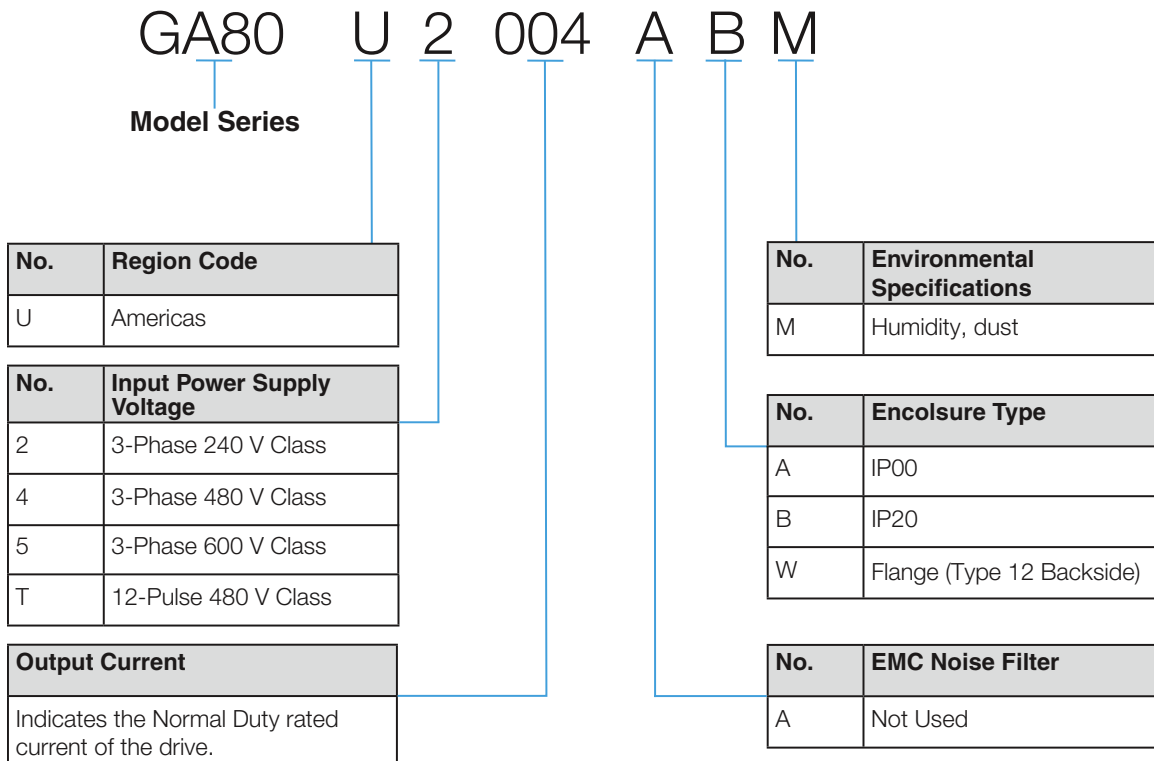 GA80 U 2 004 A B M
Model Series
No. Region Code
U Americas
No. Input Power Supply
Voltage
2 3-Phase 240 V Class
4 3-Phase 480 V Class
5 3-Phase 600 V Class
T 12-Pulse 480 V Class
Output Current
Indicates the Normal Duty rated
current of the drive.
No. Environmental
Specifications
M Humidity, dust
No. Encolsure Type
A IP00
B IP20
W Flange (Type 12 Backside)
No. EMC Noise Filter
A Not Used